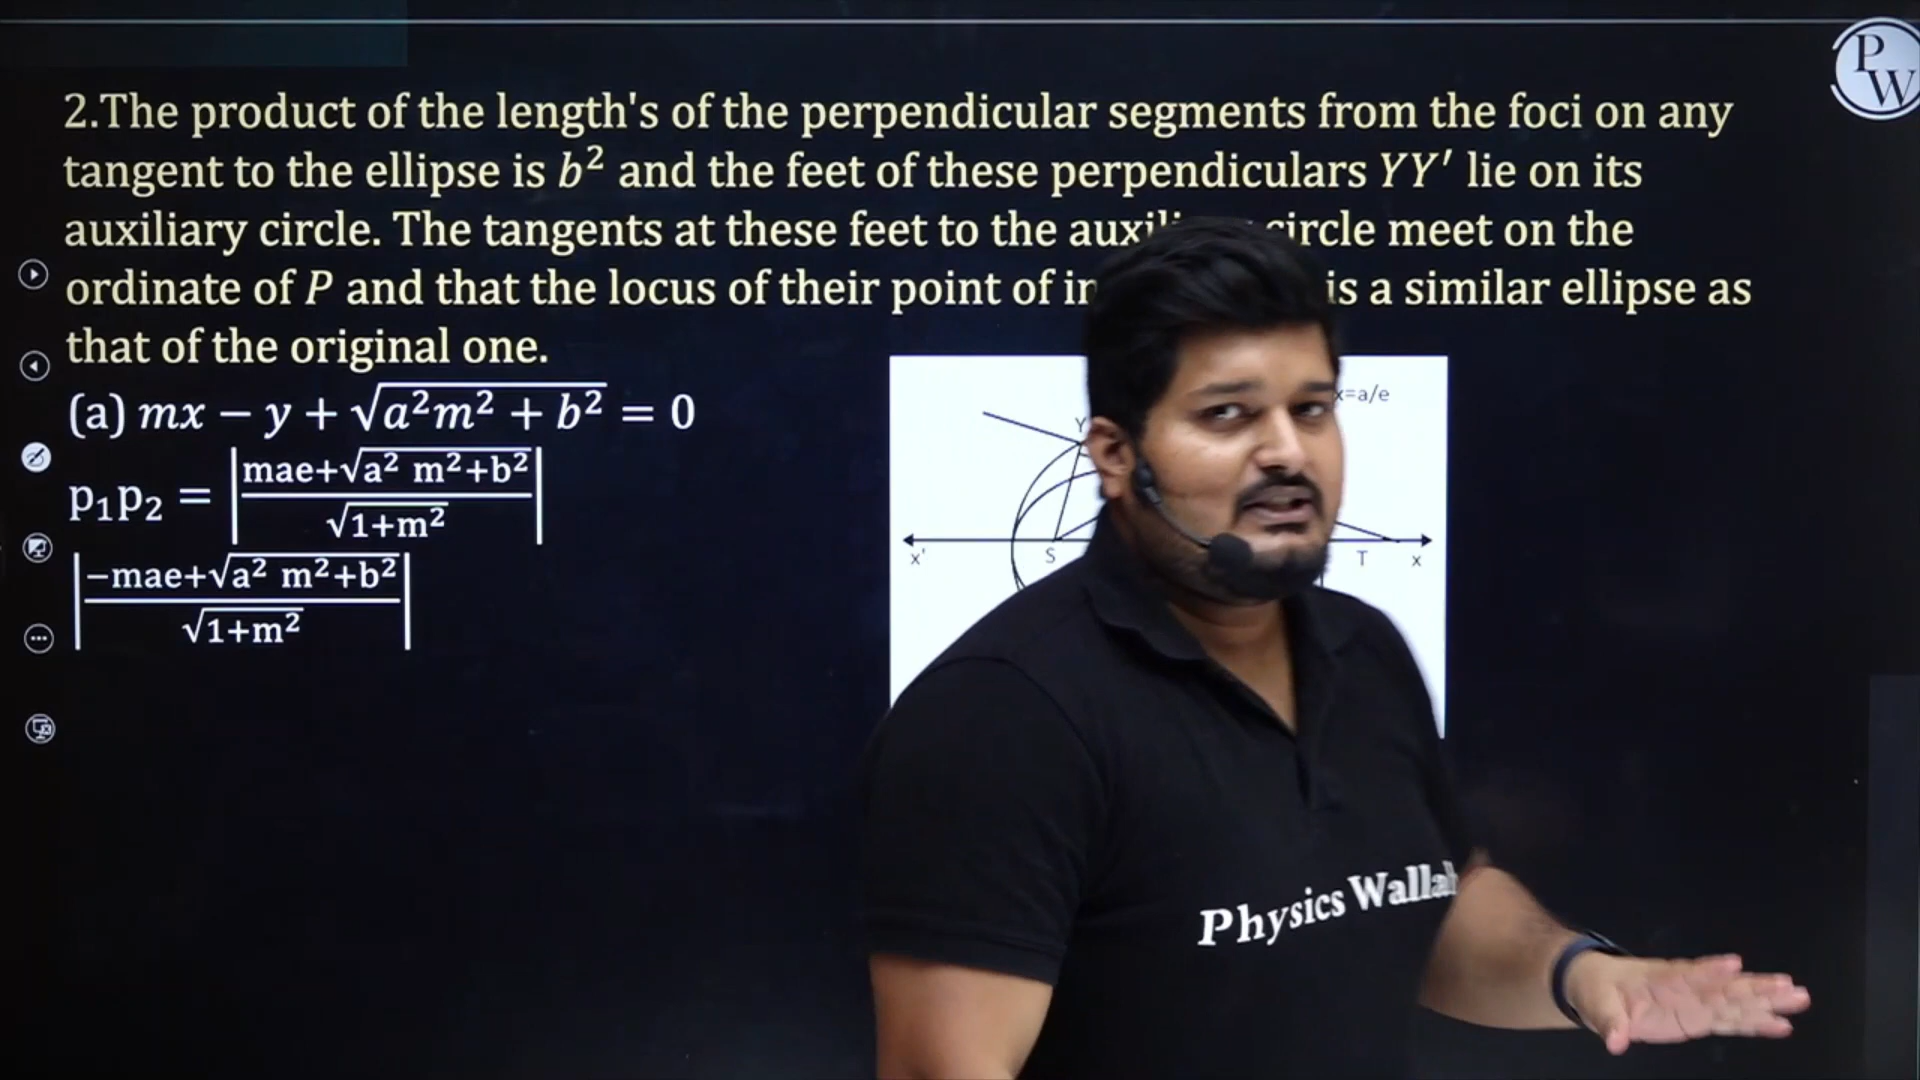 P
W
2.The product of the length's of the perpendicular segments from the foci on any
tangent to the ellipse is b² and the feet of these perpendiculars YY′ lie on its
auxiliary circle. The tangents at these feet to the circle meet on the
ordinate of P and that the locus of their point of is a similar ellipse as
that of the original one.
(a) mx − y + √a²m² + b² = 0
p₁p₂ = |mae+√a² m²+b² / √1+m²|
|−mae+√a² m²+b² / √1+m²|
x=a/e
Y
x'
S
T
x
Physics Wallah